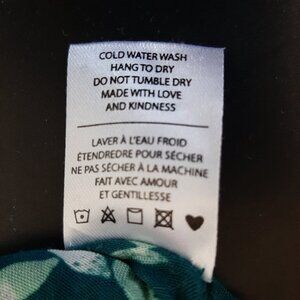 COLD WATER WASH
HANG TO DRY
DO NOT TUMBLE DRY
MADE WITH LOVE
AND KINDNESS
LAVER À L'EAU FROID
ÉTENDREDRE POUR SÉCHER
NE PAS SÉCHER À LA MACHINE
FAIT AVEC AMOUR
ET GENTILLESSE